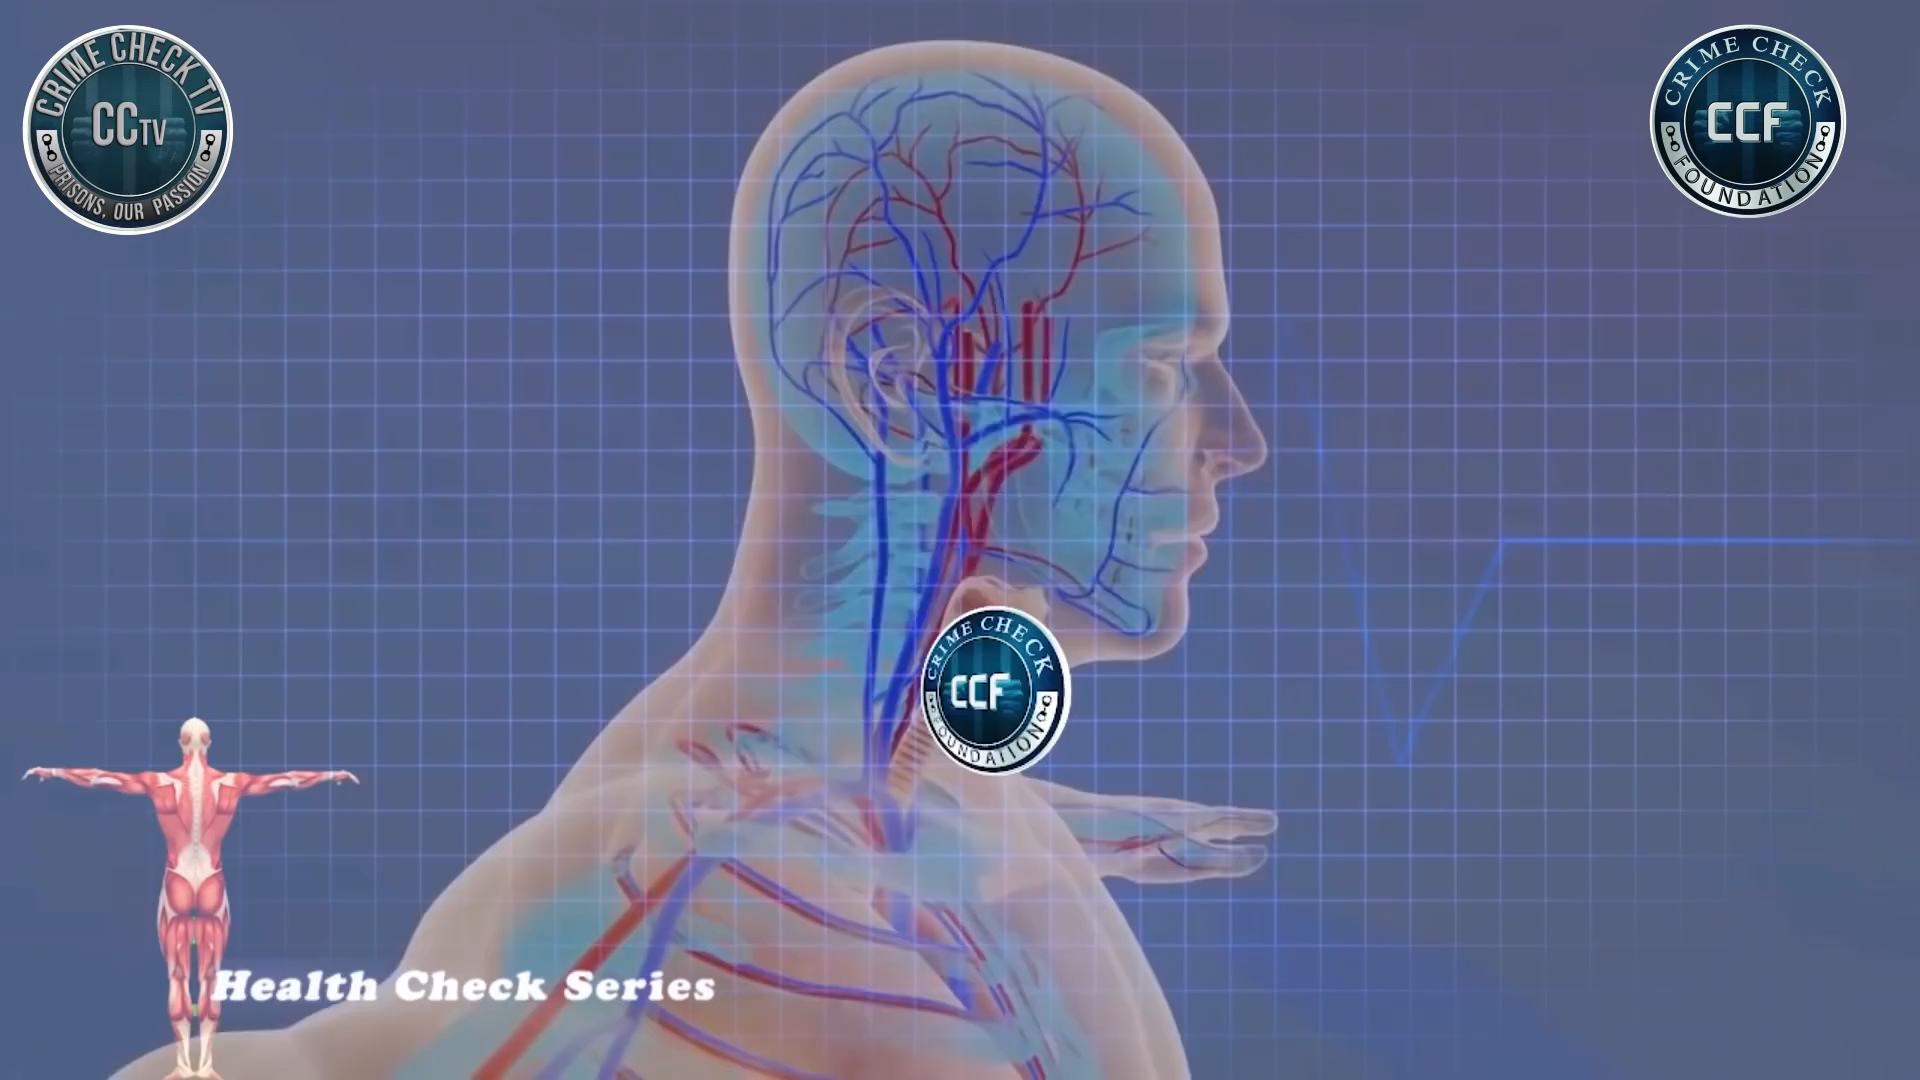 CRIME CHECK TV
CCTV
PRISONS, OUR PASSION
CRIME CHECK
CCF
FOUNDATION
CRIME CHECK
CCF
FOUNDATION
Health Check Series